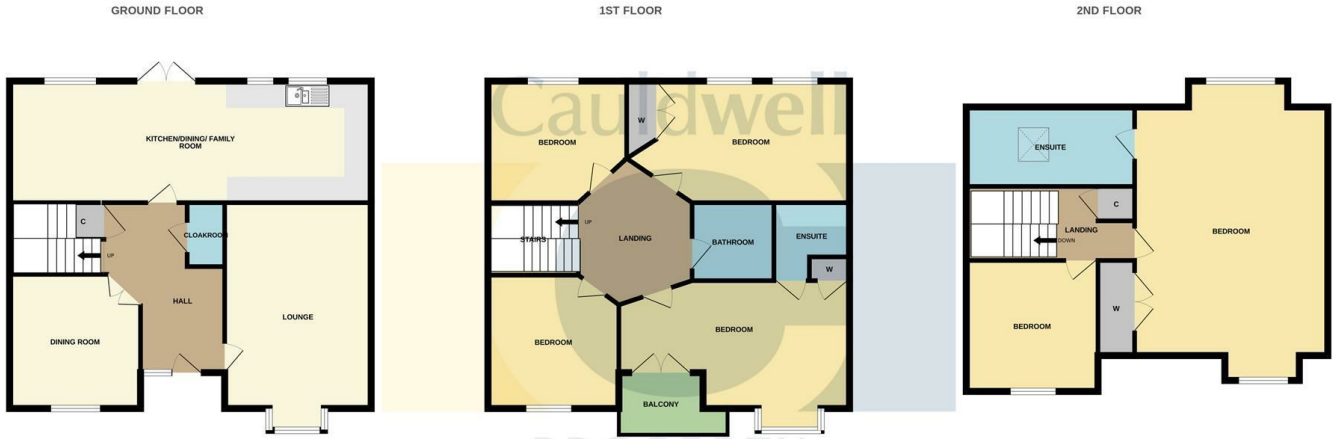 GROUND FLOOR
1ST FLOOR
2ND FLOOR
KITCHEN/DINING/ FAMILY
ROOM
C
UP
CLOAKROOM
HALL
LOUNGE
DINING ROOM
Cauldwell
BEDROOM
W
BEDROOM
STAIRS
UP
LANDING
BATHROOM
ENSUITE
W
BEDROOM
BEDROOM
BALCONY
ENSUITE
C
LANDING
DOWN
BEDROOM
BEDROOM
W